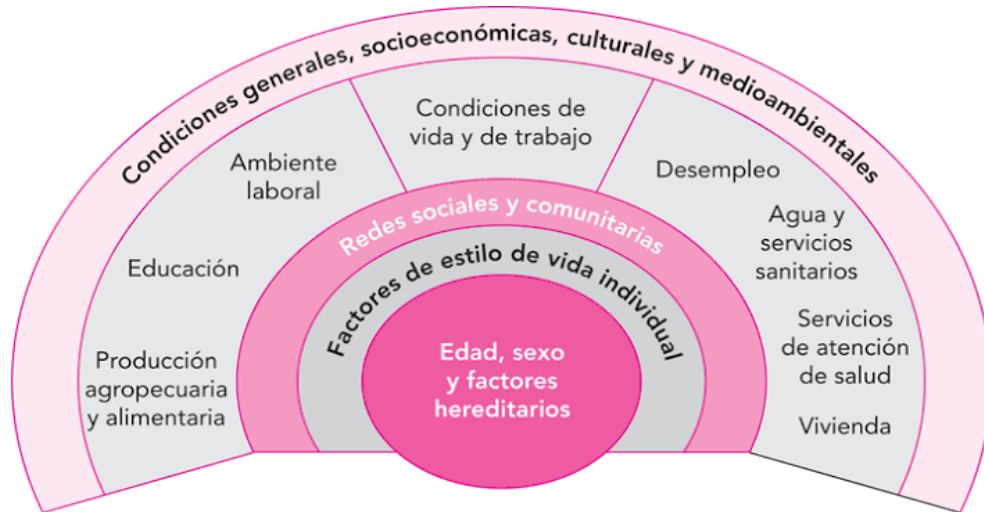 Condiciones generales, socioeconómicas, culturales y medioambientales
Condiciones de
vida y de trabajo
Ambiente
laboral
Educación
Producción
agropecuaria
y alimentaria
Desempleo
Agua y
servicios
sanitarios
Servicios
de atención
de salud
Vivienda
Redes sociales y comunitarias
Factores de estilo de vida individual
Edad, sexo
y factores
hereditarios